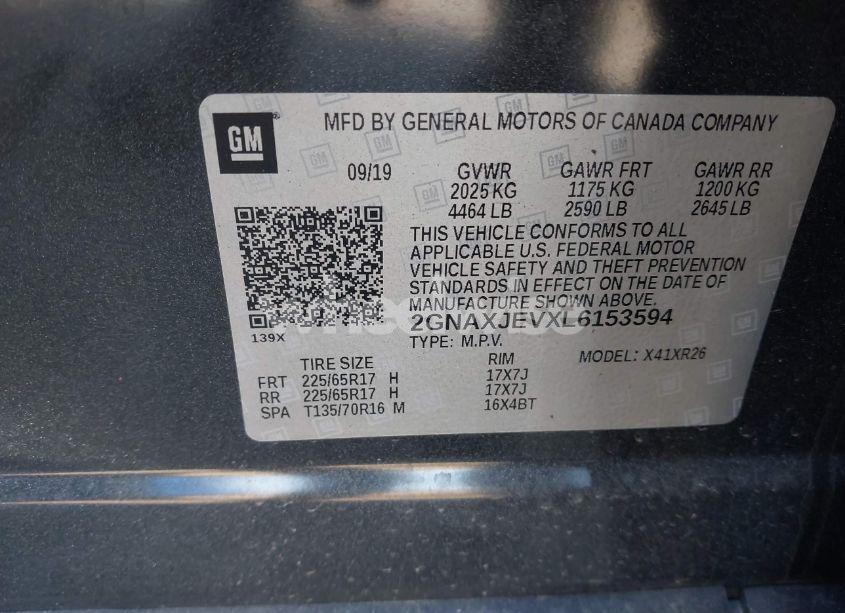 GM
MFD BY GENERAL MOTORS OF CANADA COMPANY
09/19 GVWR GAWR FRT GAWR RR
2025 KG 1175 KG 1200 KG
4464 LB 2590 LB 2645 LB
THIS VEHICLE CONFORMS TO ALL
APPLICABLE U.S. FEDERAL MOTOR
VEHICLE SAFETY AND THEFT PREVENTION
STANDARDS IN EFFECT ON THE DATE OF
MANUFACTURE SHOWN ABOVE.
2GNAXJEVXL6153594
139X
TYPE: M.P.V. MODEL: X41XR26
TIRE SIZE RIM
FRT 225/65R17 H 17X7J
RR 225/65R17 H 17X7J
SPA T135/70R16 M 16X4BT